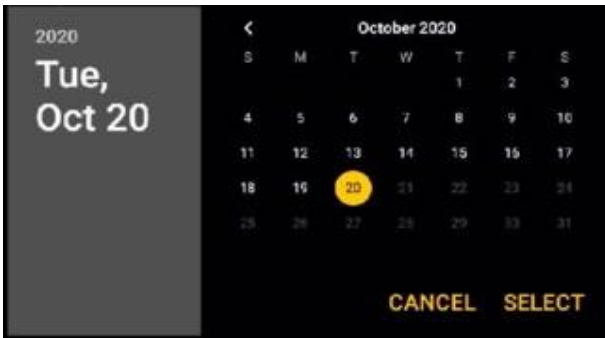 2020
Tue,
Oct 20
October 2020
S M T W T F S
1 2 3
4 5 6 7 8 9 10
11 12 13 14 15 16 17
18 19 20 21 22 23 24
25 26 27 28 29 30 31
CANCEL SELECT